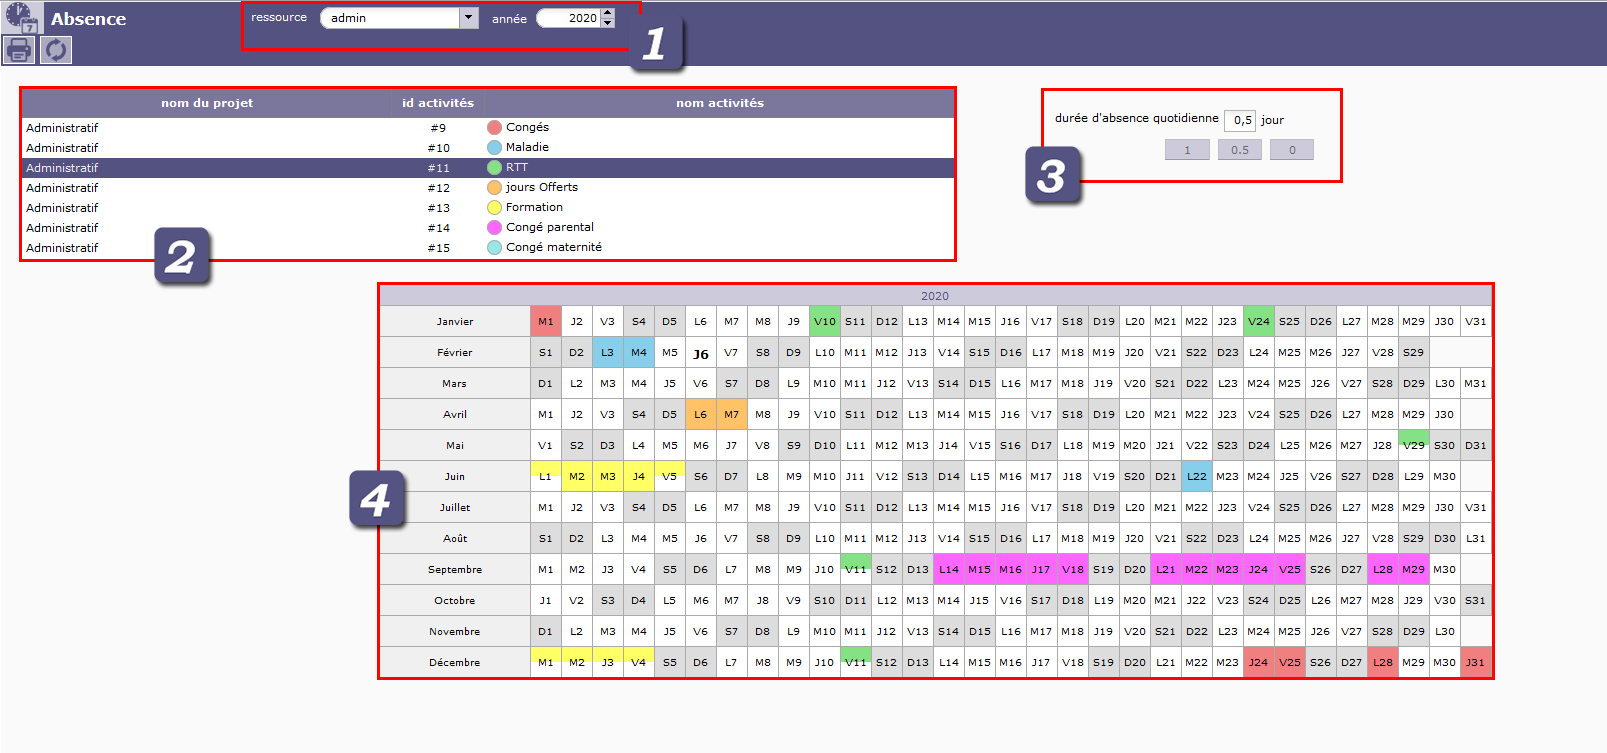 Absence
ressource admin année 2020
1
nom du projet id activités nom activités
Administratif #9 Congés
Administratif #10 Maladie
Administratif #11 RTT
Administratif #12 jours Offerts
Administratif #13 Formation
Administratif #14 Congé parental
Administratif #15 Congé maternité
2
durée d'absence quotidienne 0,5 jour
1 0.5 0
3
2020
Janvier M1 J2 V3 S4 D5 L6 M7 M8 J9 V10 S11 D12 L13 M14 M15 J16 V17 S18 D19 L20 M21 M22 J23 V24 S25 D26 L27 M28 M29 J30 V31
Février S1 D2 L3 M4 M5 J6 V7 S8 D9 L10 M11 M12 J13 V14 S15 D16 L17 M18 M19 J20 V21 S22 D23 L24 M25 M26 J27 V28 S29
Mars D1 L2 M3 M4 J5 V6 S7 D8 L9 M10 M11 J12 V13 S14 D15 L16 M17 M18 J19 V20 S21 D22 L23 M24 M25 J26 V27 S28 D29 L30 M31
Avril M1 J2 V3 S4 D5 L6 M7 M8 J9 V10 S11 D12 L13 M14 M15 J16 V17 S18 D19 L20 M21 M22 J23 V24 S25 D26 L27 M28 M29 J30
Mai V1 S2 D3 L4 M5 M6 J7 V8 S9 D10 L11 M12 M13 J14 V15 S16 D17 L18 M19 M20 J21 V22 S23 D24 L25 M26 M27 J28 V29 S30 D31
Juin L1 M2 M3 J4 V5 S6 D7 L8 M9 M10 J11 V12 S13 D14 L15 M16 M17 J18 V19 S20 D21 L22 M23 M24 J25 V26 S27 D28 L29 M30
4
Juillet M1 J2 V3 S4 D5 L6 M7 M8 J9 V10 S11 D12 L13 M14 M15 J16 V17 S18 D19 L20 M21 M22 J23 V24 S25 D26 L27 M28 M29 J30 V31
Août S1 D2 L3 M4 M5 J6 V7 S8 D9 L10 M11 M12 J13 V14 S15 D16 L17 M18 M19 J20 V21 S22 D23 L24 M25 M26 J27 V28 S29 D30 L31
Septembre M1 M2 J3 V4 S5 D6 L7 M8 M9 J10 V11 S12 D13 L14 M15 M16 J17 V18 S19 D20 L21 M22 M23 J24 V25 S26 D27 L28 M29 M30
Octobre J1 V2 S3 D4 L5 M6 M7 J8 V9 S10 D11 L12 M13 M14 J15 V16 S17 D18 L19 M20 M21 J22 V23 S24 D25 L26 M27 M28 J29 V30 S31
Novembre D1 L2 M3 M4 J5 V6 S7 D8 L9 M10 M11 J12 V13 S14 D15 L16 M17 M18 J19 V20 S21 D22 L23 M24 M25 J26 V27 S28 D29 L30
Décembre M1 M2 J3 V4 S5 D6 L7 M8 M9 J10 V11 S12 D13 L14 M15 M16 J17 V18 S19 D20 L21 M22 M23 J24 V25 S26 D27 L28 M29 M30 J31